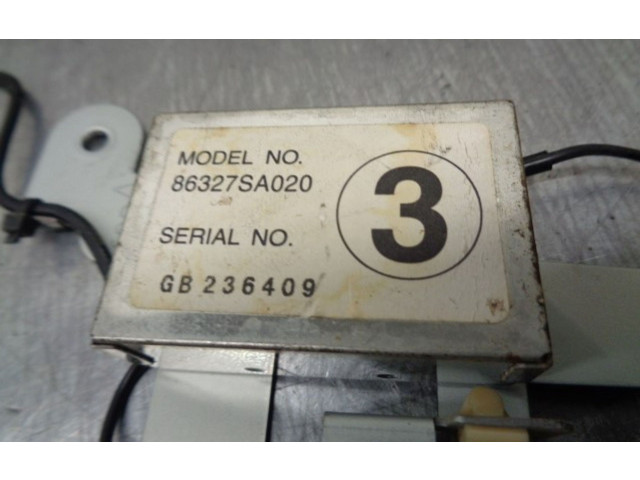 MODEL NO.
86327SA020
3
SERIAL NO.
GB 236409